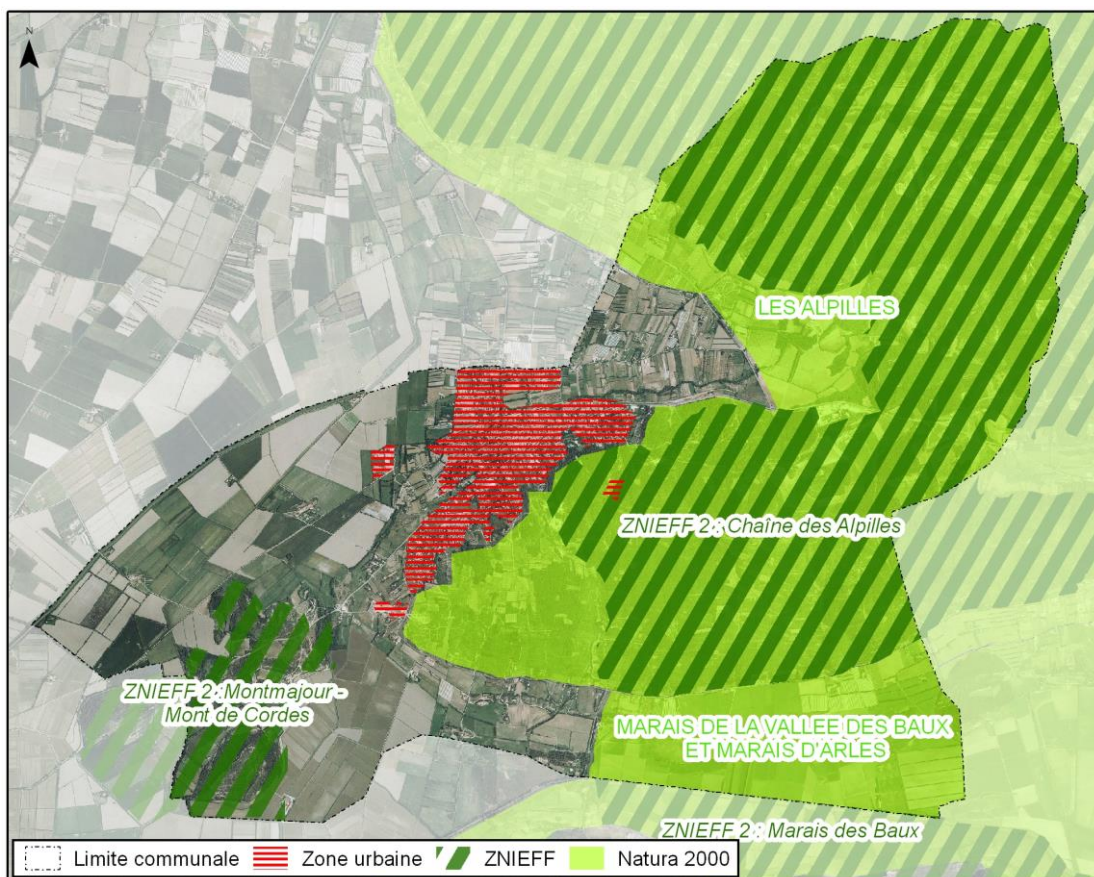 N
LES ALPILLES
ZNIEFF 2 : Chaîne des Alpilles
ZNIEFF 2 : Montmajour -
Mont de Cordes
MARAIS DE LA VALLEE DES BAUX
ET MARAIS D'ARLES
ZNIEFF 2 : Marais des Baux
Limite communale
Zone urbaine
ZNIEFF
Natura 2000